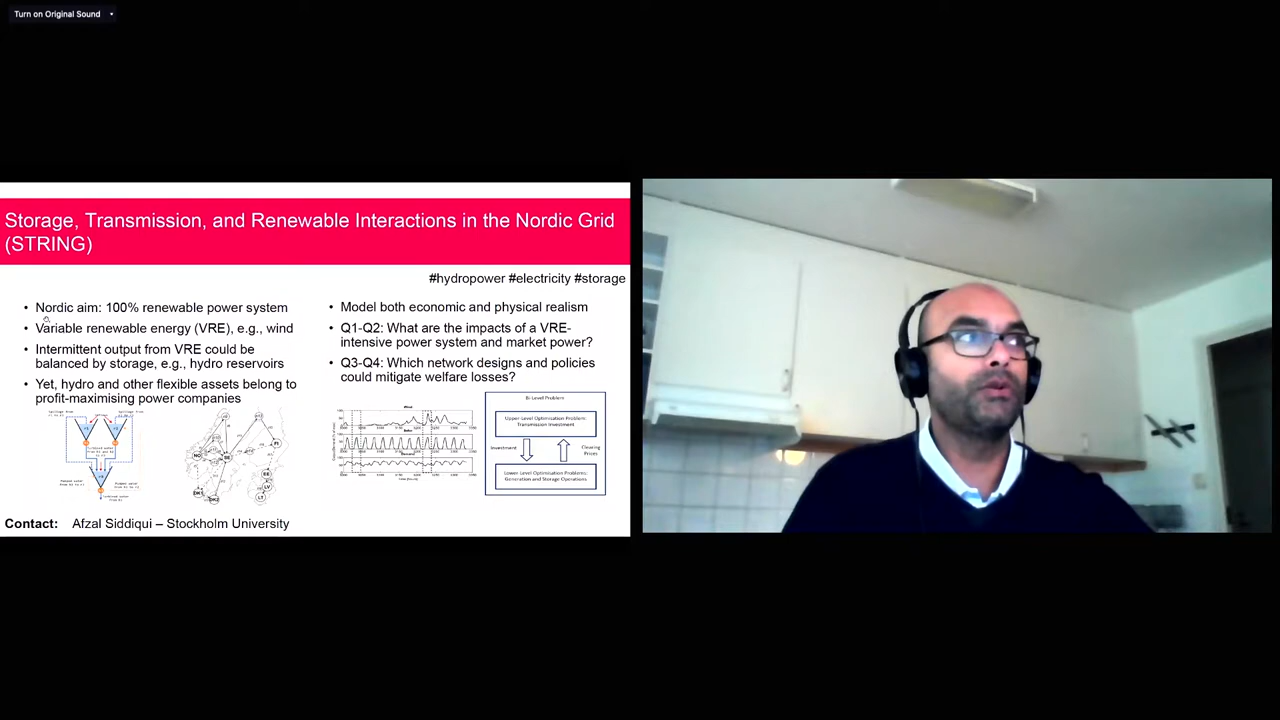 Turn on Original Sound
Storage, Transmission, and Renewable Interactions in the Nordic Grid
(STRING)
#hydropower #electricity #storage
• Nordic aim: 100% renewable power system
• Variable renewable energy (VRE), e.g., wind
• Intermittent output from VRE could be
balanced by storage, e.g., hydro reservoirs
• Yet, hydro and other flexible assets belong to
profit-maximising power companies
• Model both economic and physical realism
• Q1-Q2: What are the impacts of a VRE-
intensive power system and market power?
• Q3-Q4: Which network designs and policies
could mitigate welfare losses?
Bi-Level Problem
Upper-Level Optimisation Problem:
Transmission Investment
Investment
Clearing
Prices
Lower-Level Optimisation Problems:
Generation and Storage Operations
Contact: Afzal Siddiqui – Stockholm University